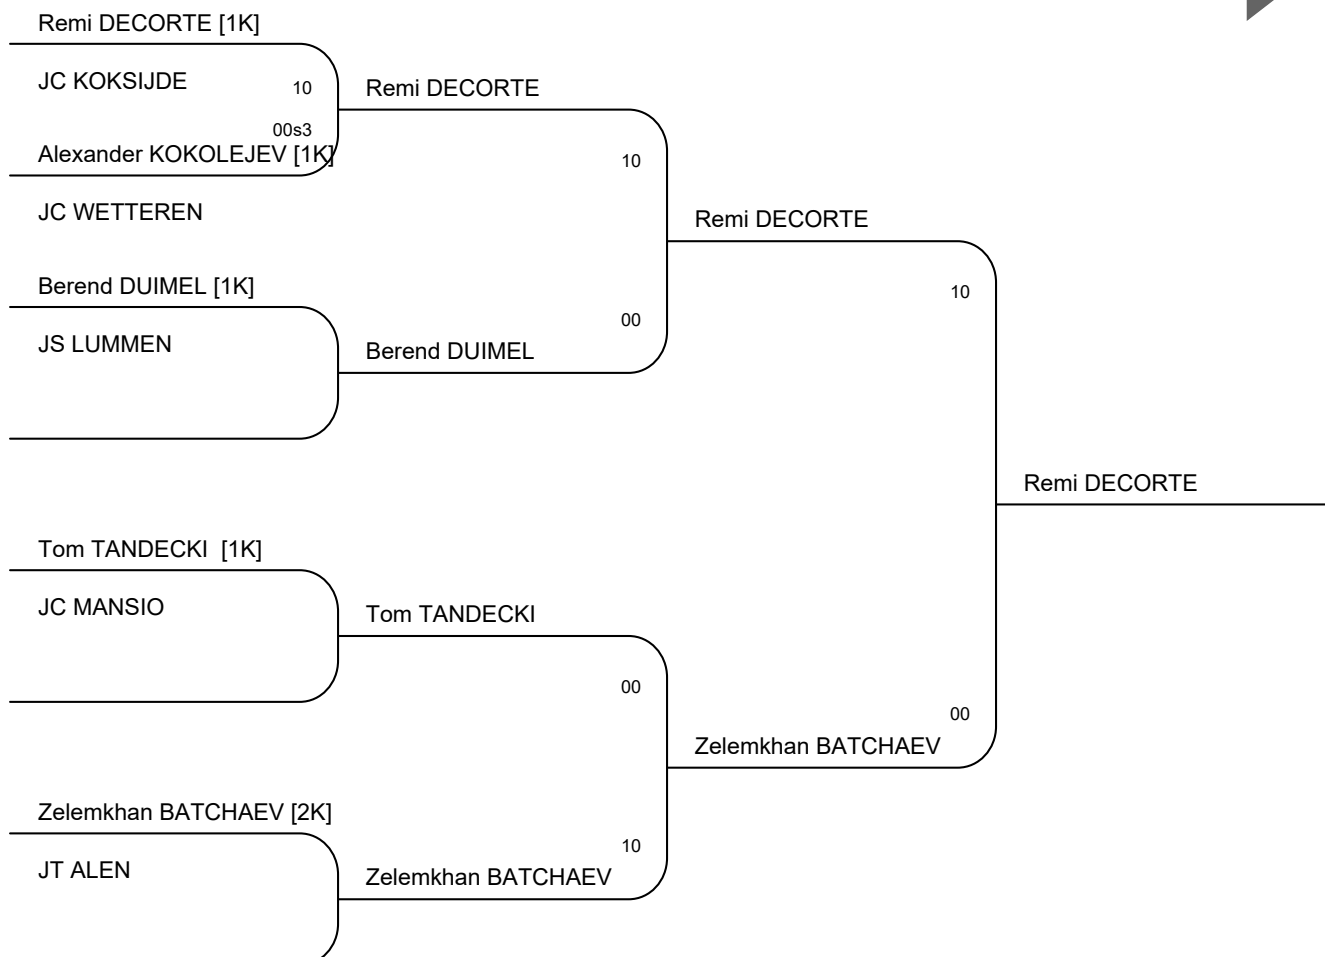 Remi DECORTE [1K]
JC KOKSIJDE
10
Remi DECORTE
00s3
Alexander KOKOLEJEV [1K]
10
JC WETTEREN
Remi DECORTE
Berend DUIMEL [1K]
10
00
JS LUMMEN
Berend DUIMEL
Remi DECORTE
Tom TANDECKI  [1K]
JC MANSIO
Tom TANDECKI
00
00
Zelemkhan BATCHAEV
Zelemkhan BATCHAEV [2K]
10
JT ALEN
Zelemkhan BATCHAEV